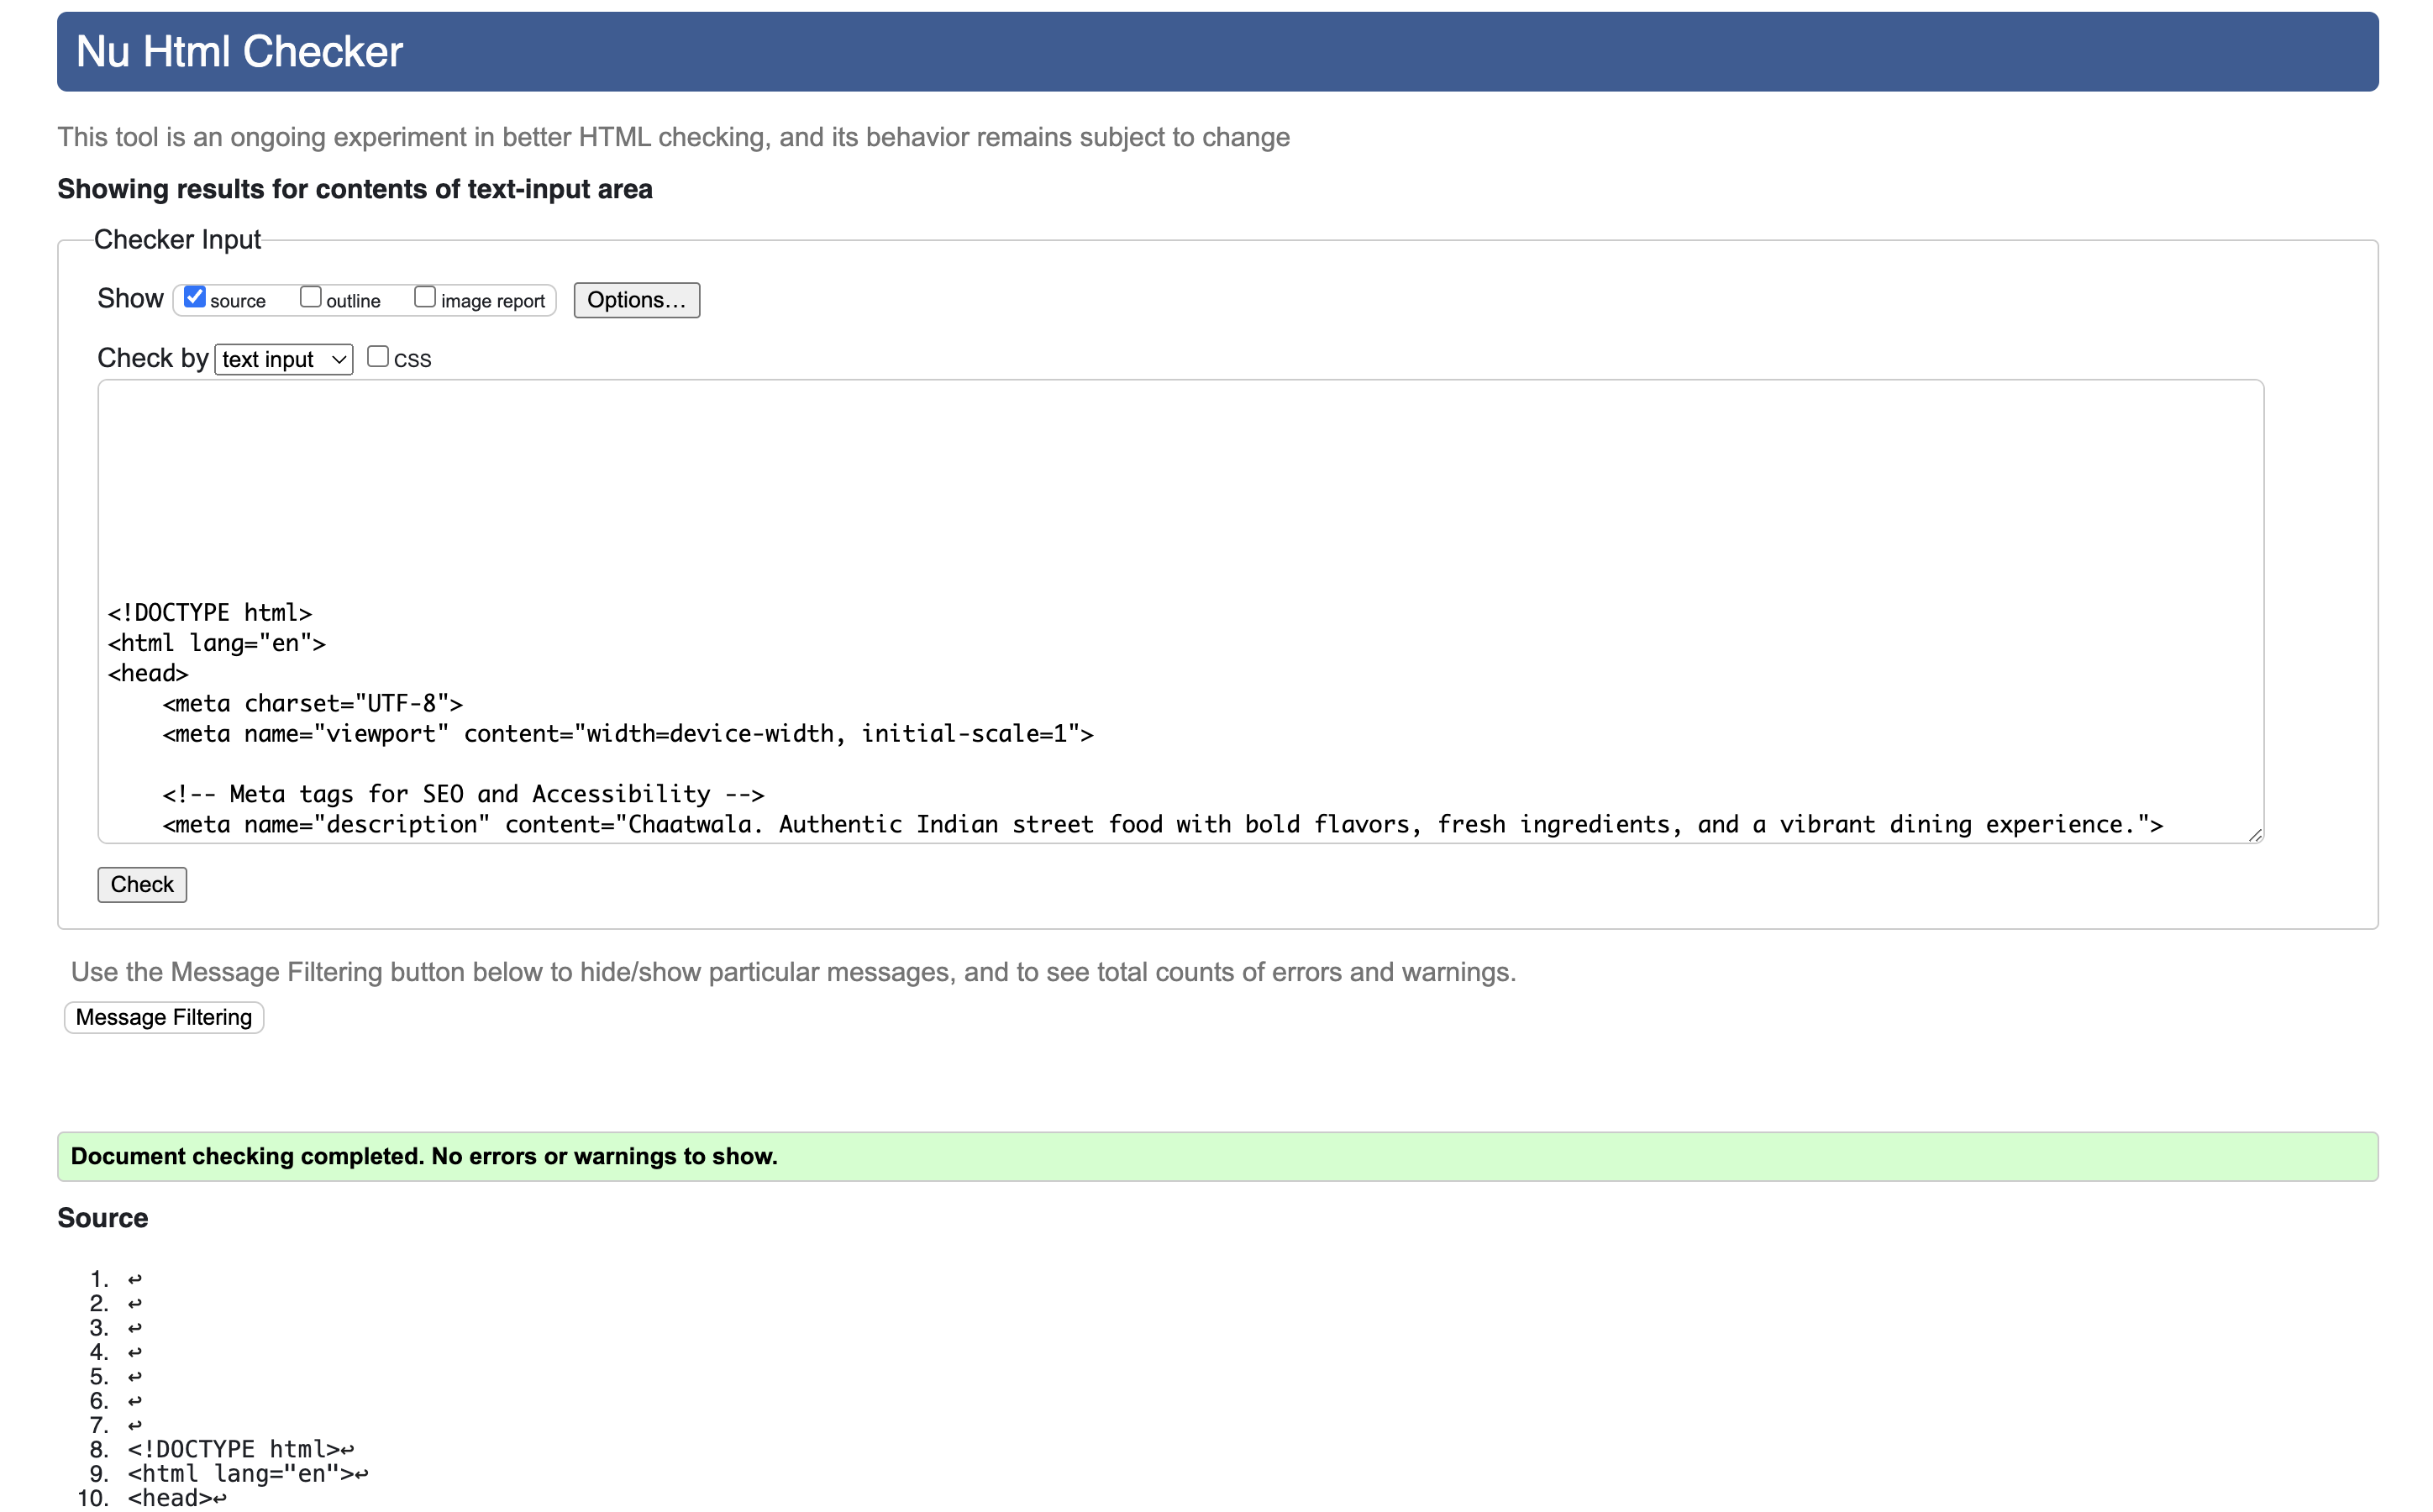 Nu Html Checker
This tool is an ongoing experiment in better HTML checking, and its behavior remains subject to change
Showing results for contents of text-input area
Checker Input
Show source outline image report Options...
Check by text input CSS
<!DOCTYPE html>
<html lang="en">
<head>
    <meta charset="UTF-8">
    <meta name="viewport" content="width=device-width, initial-scale=1">
    <!-- Meta tags for SEO and Accessibility -->
    <meta name="description" content="Chaatwala. Authentic Indian street food with bold flavors, fresh ingredients, and a vibrant dining experience.">
Check
Use the Message Filtering button below to hide/show particular messages, and to see total counts of errors and warnings.
Message Filtering
Document checking completed. No errors or warnings to show.
Source
1. ↩
2. ↩
3. ↩
4. ↩
5. ↩
6. ↩
7. ↩
8. <!DOCTYPE html>↩
9. <html lang="en">↩
10. <head>↩